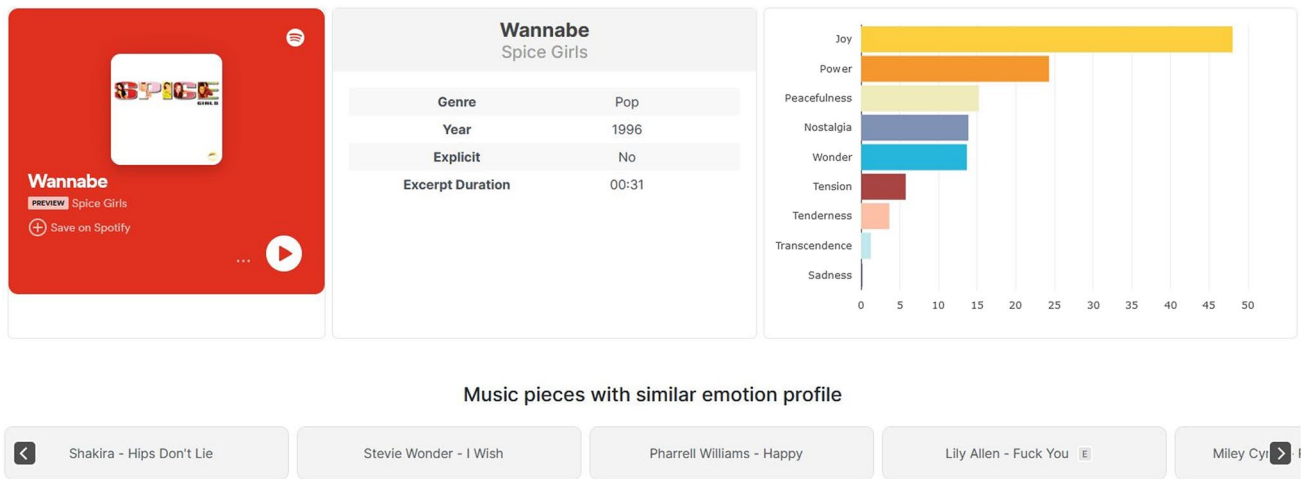 SPICE
GIRLS
Wannabe
PREVIEW Spice Girls
Save on Spotify
Wannabe
Spice Girls
Genre Pop
Year 1996
Explicit No
Excerpt Duration 00:31
Joy
Power
Peacefulness
Nostalgia
Wonder
Tension
Tenderness
Transcendence
Sadness
0 5 10 15 20 25 30 35 40 45 50
Music pieces with similar emotion profile
Shakira - Hips Don't Lie
Stevie Wonder - I Wish
Pharrell Williams - Happy
Lily Allen - Fuck You E
Miley